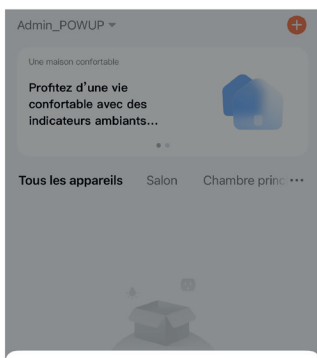 Admin_POWUP
Une maison confortable
Profitez d'une vie
confortable avec des
indicateurs ambiants...
Tous les appareils Salon Chambre princ